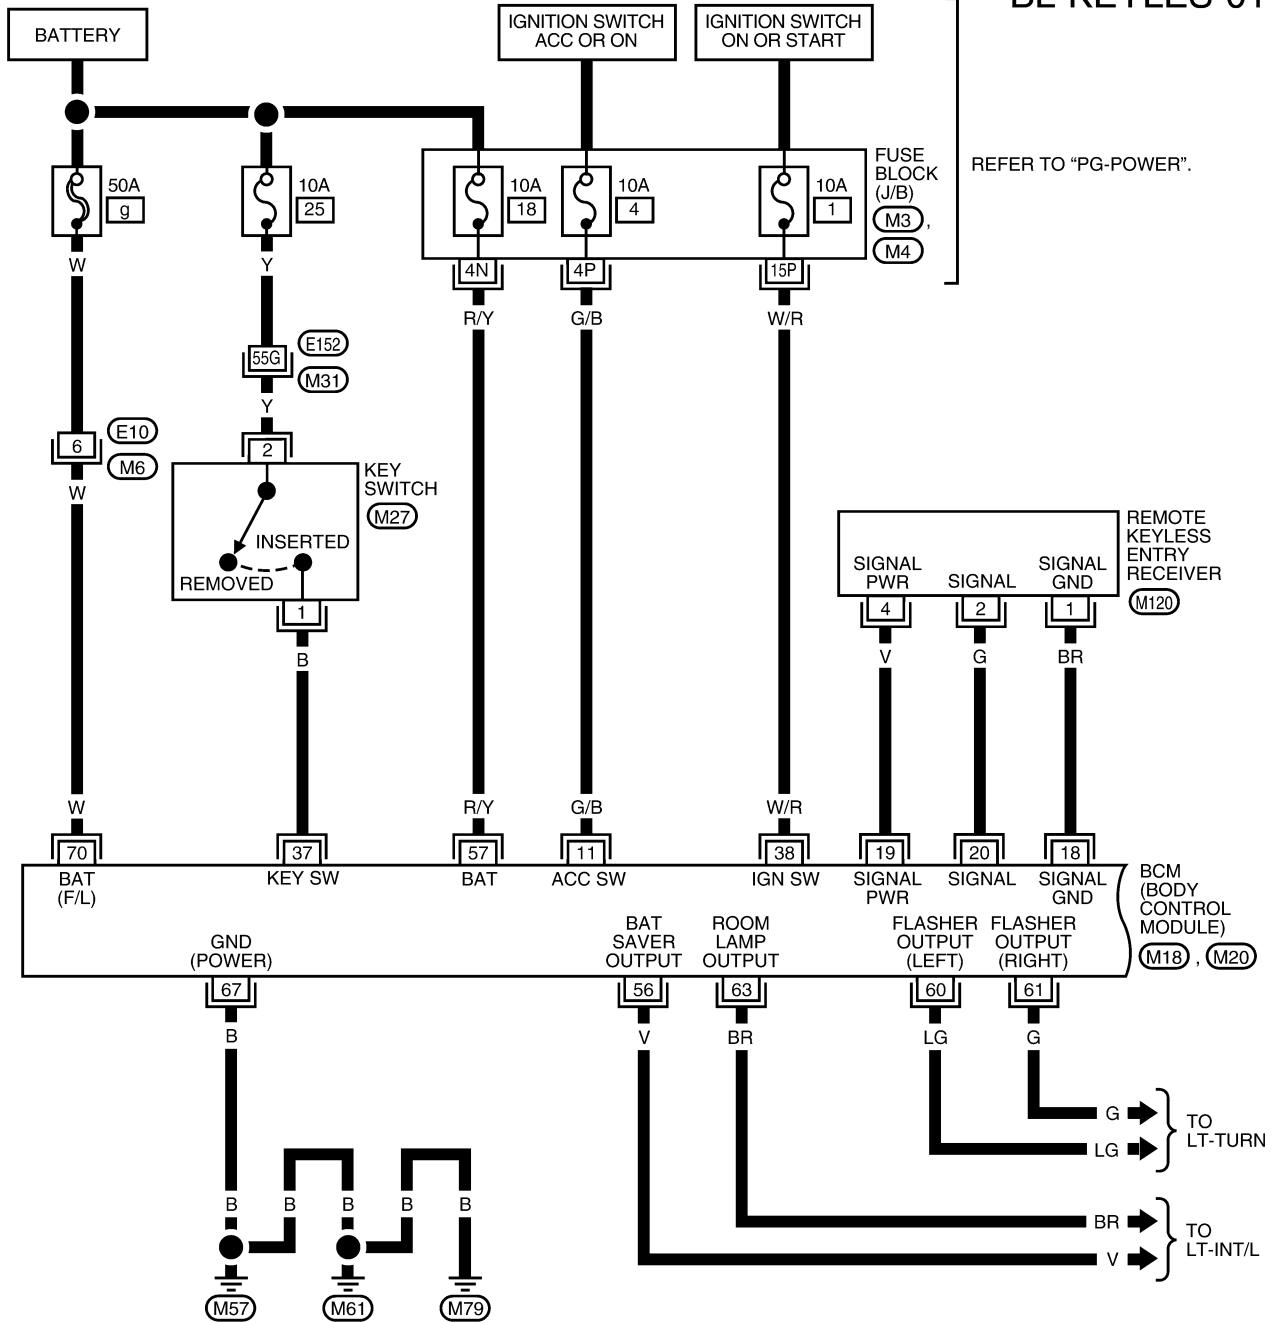 BATTERY
IGNITION SWITCH
ACC OR ON
IGNITION SWITCH
ON OR START
50A
g
10A
25
10A
18
10A
4
10A
1
FUSE
BLOCK
(J/B)
M3 ,
M4
REFER TO “PG-POWER”.
W
Y
4N
4P
15P
R/Y
G/B
W/R
55G
E152
M31
Y
6
E10
M6
W
2
KEY
SWITCH
M27
INSERTED
REMOVED
1
B
REMOTE
KEYLESS
ENTRY
RECEIVER
M120
SIGNAL
PWR
SIGNAL
SIGNAL
GND
4
2
1
V
G
BR
W
R/Y
G/B
W/R
70
37
57
11
38
19
20
18
BAT
(F/L)
KEY SW
BAT
ACC SW
IGN SW
SIGNAL
PWR
SIGNAL
SIGNAL
GND
BCM
(BODY
CONTROL
MODULE)
M18 , M20
GND
(POWER)
BAT
SAVER
OUTPUT
ROOM
LAMP
OUTPUT
FLASHER
OUTPUT
(LEFT)
FLASHER
OUTPUT
(RIGHT)
67
56
63
60
61
B
V
BR
LG
G
G
LG
TO
LT-TURN
B
B
B
B
B
BR
V
TO
LT-INT/L
M57
M61
M79